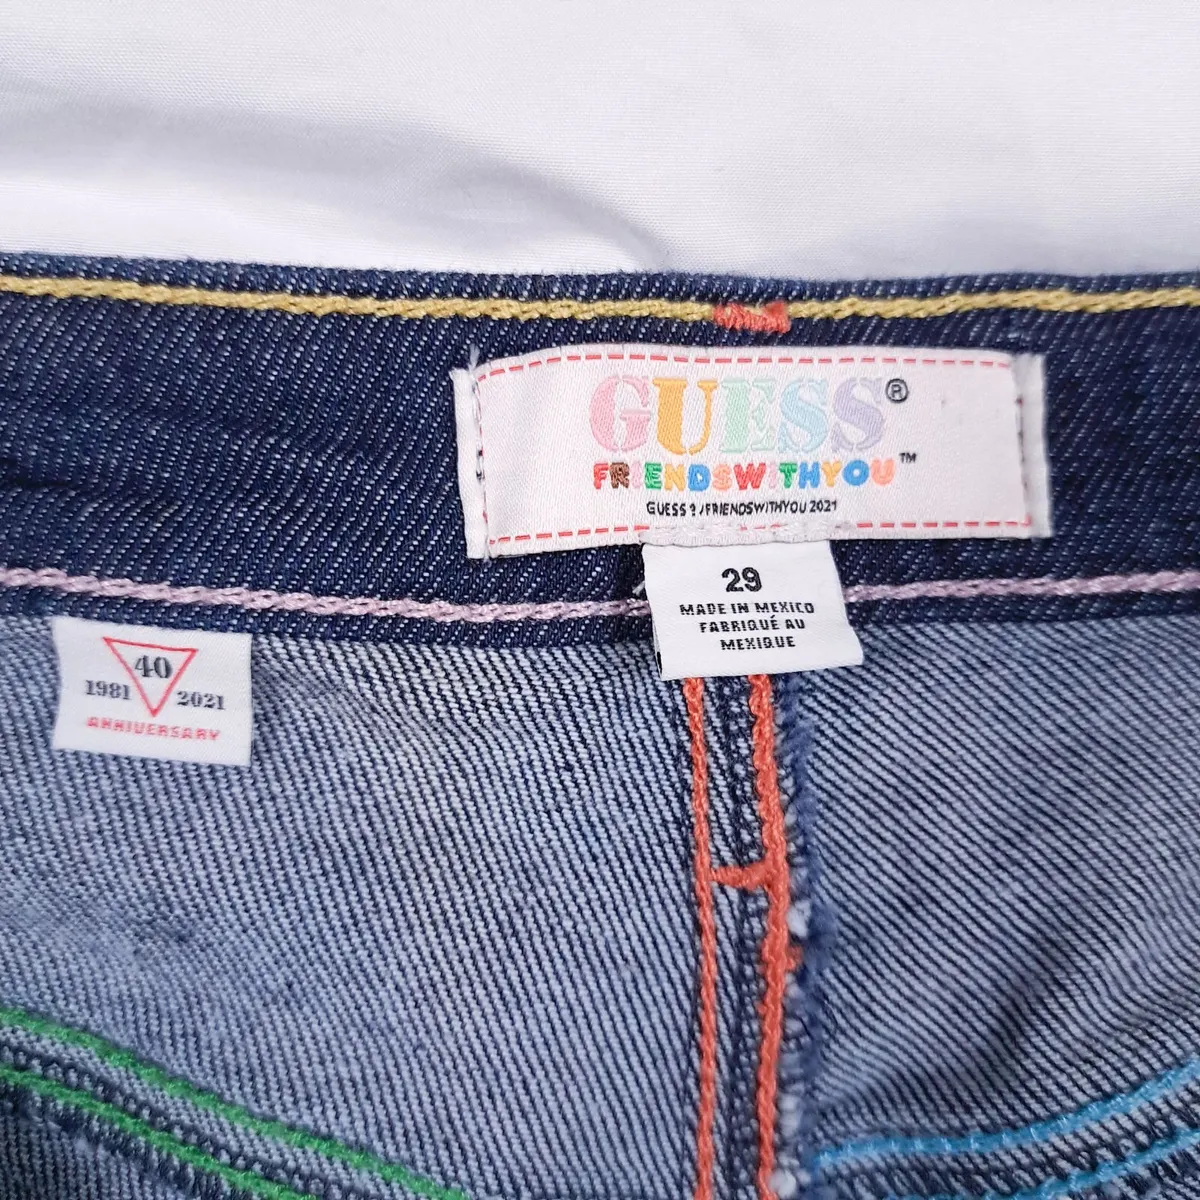 GUESS®
FRIENDSWITHYOU™
GUESS ? / FRIENDSWITHYOU 2021
29
MADE IN MEXICO
FABRIQUÉ AU
MEXIQUE
40
1981 2021
ANNIVERSARY